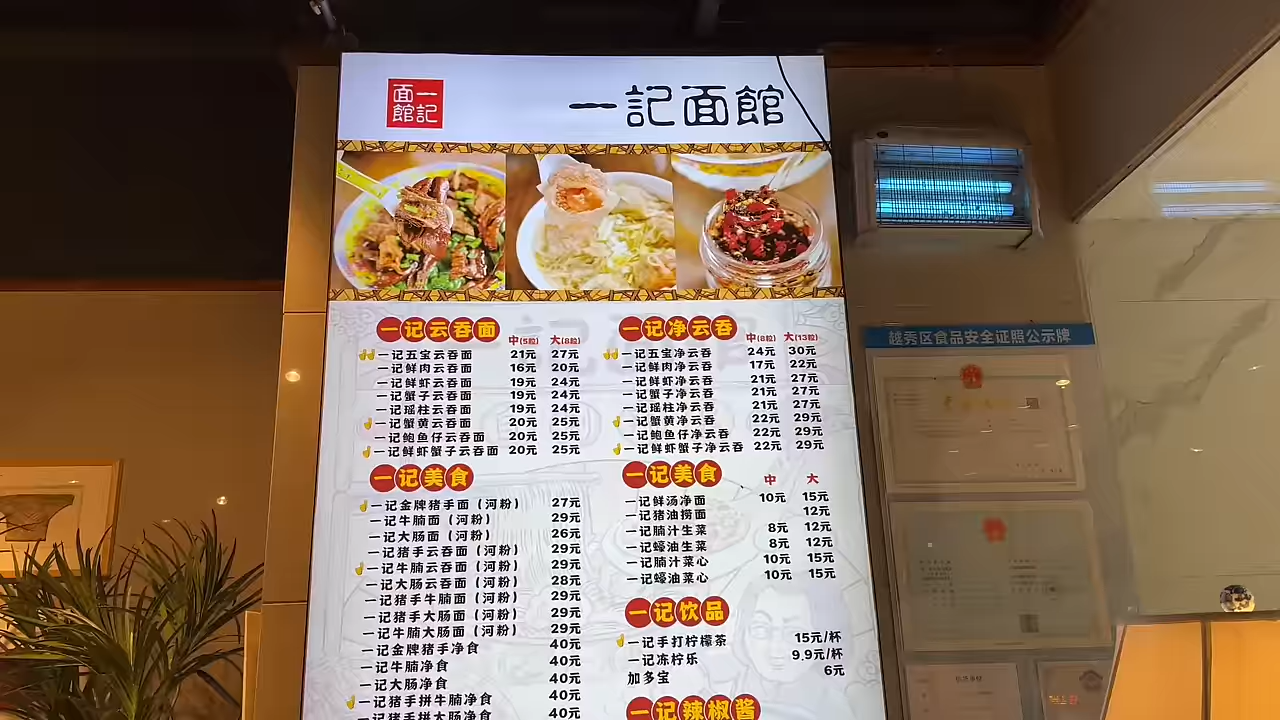 面一
館記
一記面館
一记云吞面 中(5粒) 大(8粒)
一记五宝云吞面 21元 27元
一记鲜肉云吞面 16元 20元
一记鲜虾云吞面 19元 24元
一记蟹子云吞面 19元 24元
一记瑶柱云吞面 19元 24元
一记蟹黄云吞面 20元 25元
一记鲍鱼仔云吞面 20元 25元
一记鲜虾蟹子云吞面 20元 25元
一记美食
一记金牌猪手面（河粉） 27元
一记牛腩面（河粉） 29元
一记大肠面（河粉） 26元
一记猪手云吞面（河粉） 29元
一记牛腩云吞面（河粉） 29元
一记大肠云吞面（河粉） 28元
一记猪手牛腩面（河粉） 29元
一记猪手大肠面（河粉） 29元
一记牛腩大肠面（河粉） 29元
一记金牌猪手净食 40元
一记牛腩净食 40元
一记大肠净食 40元
一记猪手拼牛腩净食 40元
一记猪手拼大肠净食 40元
一记净云吞 中(8粒) 大(13粒)
一记五宝净云吞 24元 30元
一记鲜肉净云吞 17元 22元
一记鲜虾净云吞 21元 27元
一记蟹子净云吞 21元 27元
一记瑶柱净云吞 21元 27元
一记蟹黄净云吞 22元 29元
一记鲍鱼仔净云吞 22元 29元
一记鲜虾蟹子净云吞 22元 29元
一记美食 中 大
一记鲜汤净面 10元 15元
一记猪油捞面 12元
一记腩汁生菜 8元 12元
一记蠔油生菜 8元 12元
一记腩汁菜心 10元 15元
一记蠔油菜心 10元 15元
一记饮品
一记手打柠檬茶 15元/杯
一记冻柠乐 9.9元/杯
加多宝 6元
一记辣椒酱
越秀区食品安全证照公示牌